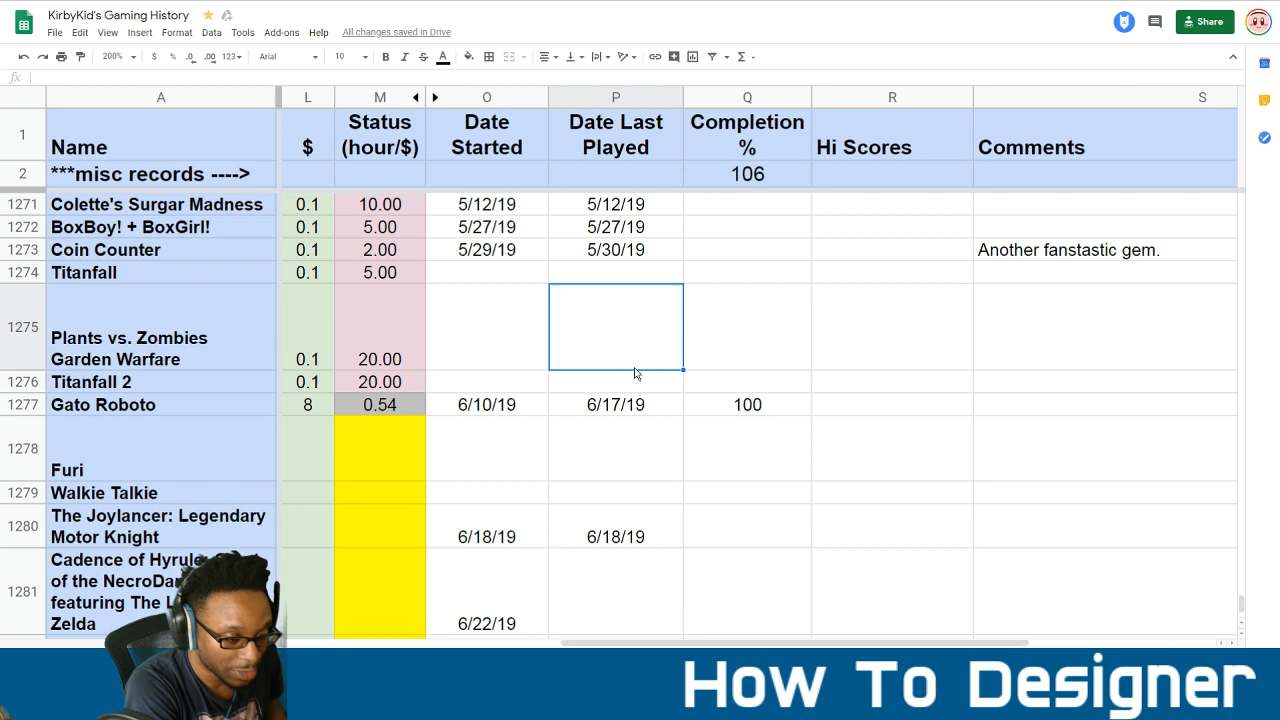 KirbyKid's Gaming History
File Edit View Insert Format Data Tools Add-ons Help All changes saved in Drive
Share
200% $ % .0 .00 123 Arial 10
fx
A L M O P Q R S
1 Name $ Status (hour/$) Date Started Date Last Played Completion % Hi Scores Comments
2 ***misc records ----> 106
1271 Colette's Surgar Madness 0.1 10.00 5/12/19 5/12/19
1272 BoxBoy! + BoxGirl! 0.1 5.00 5/27/19 5/27/19
1273 Coin Counter 0.1 2.00 5/29/19 5/30/19 Another fanstastic gem.
1274 Titanfall 0.1 5.00
1275 Plants vs. Zombies Garden Warfare 0.1 20.00
1276 Titanfall 2 0.1 20.00
1277 Gato Roboto 8 0.54 6/10/19 6/17/19 100
1278 Furi
1279 Walkie Talkie
1280 The Joylancer: Legendary Motor Knight 6/18/19 6/18/19
1281 Cadence of Hyrule: of the featuring The Zelda 6/22/19
How To Designer